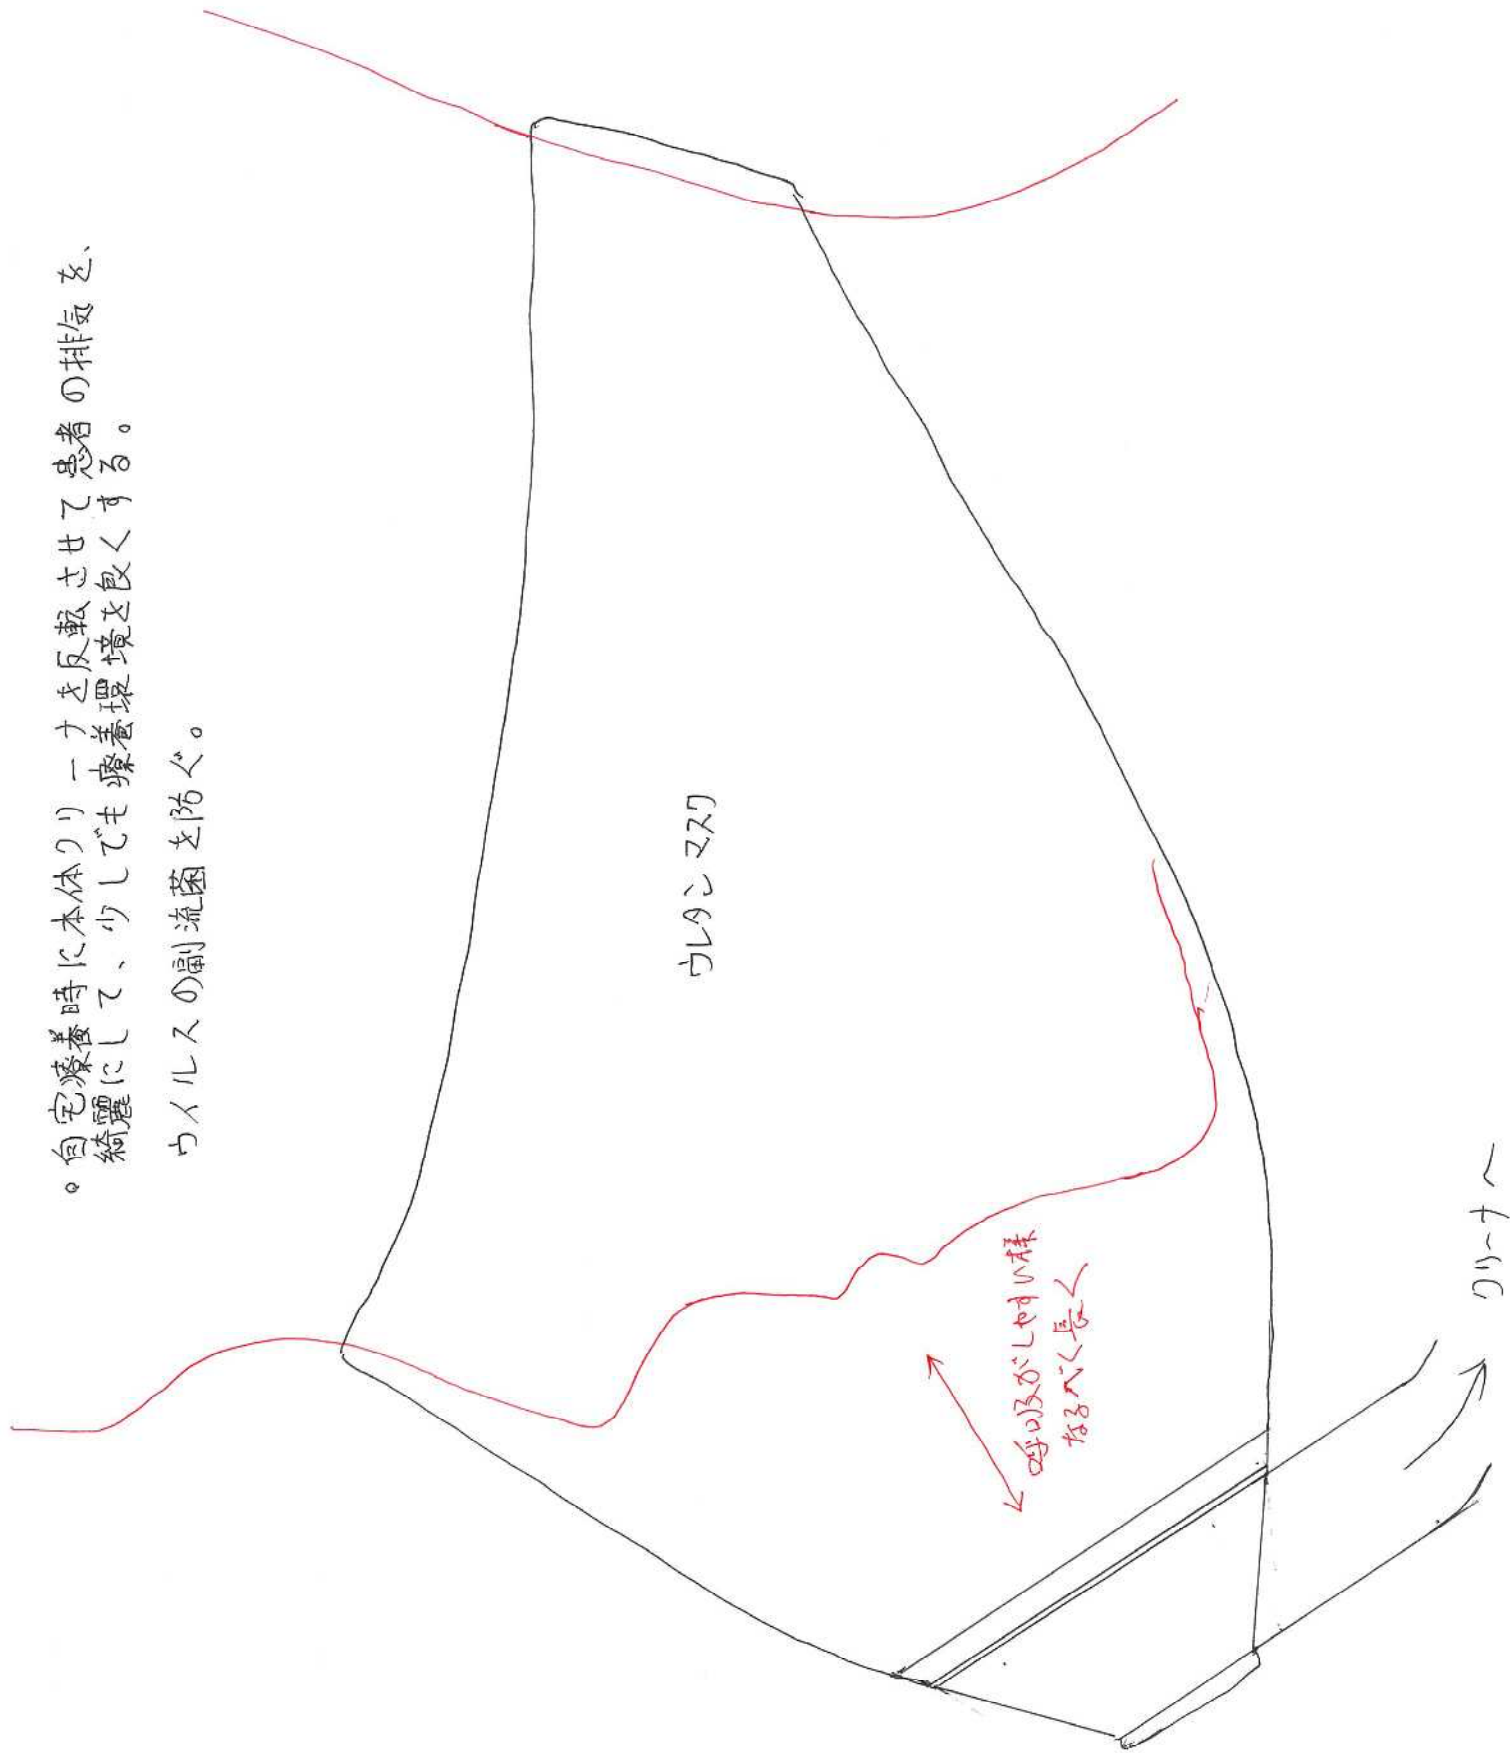 。自宅療養時に本体クリーナを反転させて患者の排気を、
綺麗にして、少しでも療養環境を良くする。
ウイルスの副流菌を防ぐ。
ウレタンマスク
呼吸がしやすい様
なるべく長く
クリーナへ